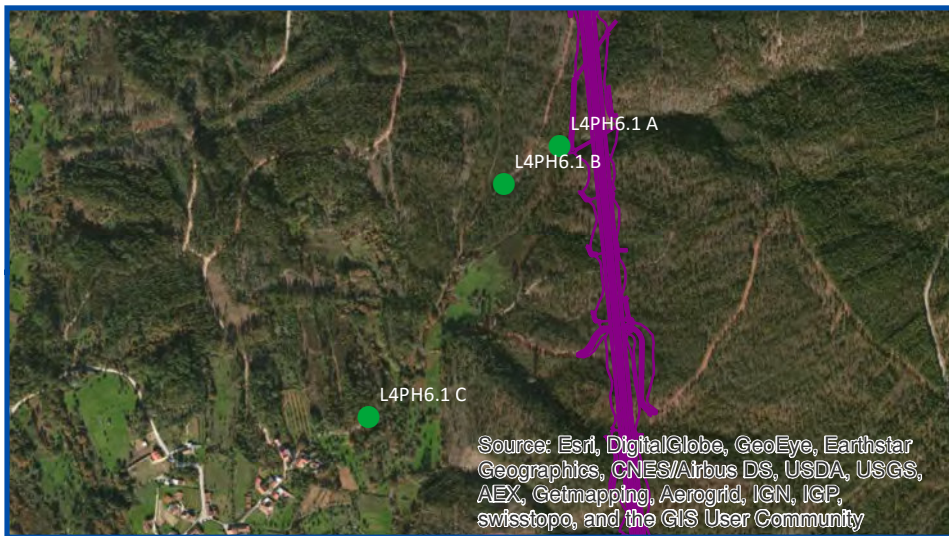 L4PH6.1 A
L4PH6.1 B
L4PH6.1 C
Source: Esri, DigitalGlobe, GeoEye, Earthstar
Geographics, CNES/Airbus DS, USDA, USGS,
AEX, Getmapping, Aerogrid, IGN, IGP,
swisstopo, and the GIS User Community